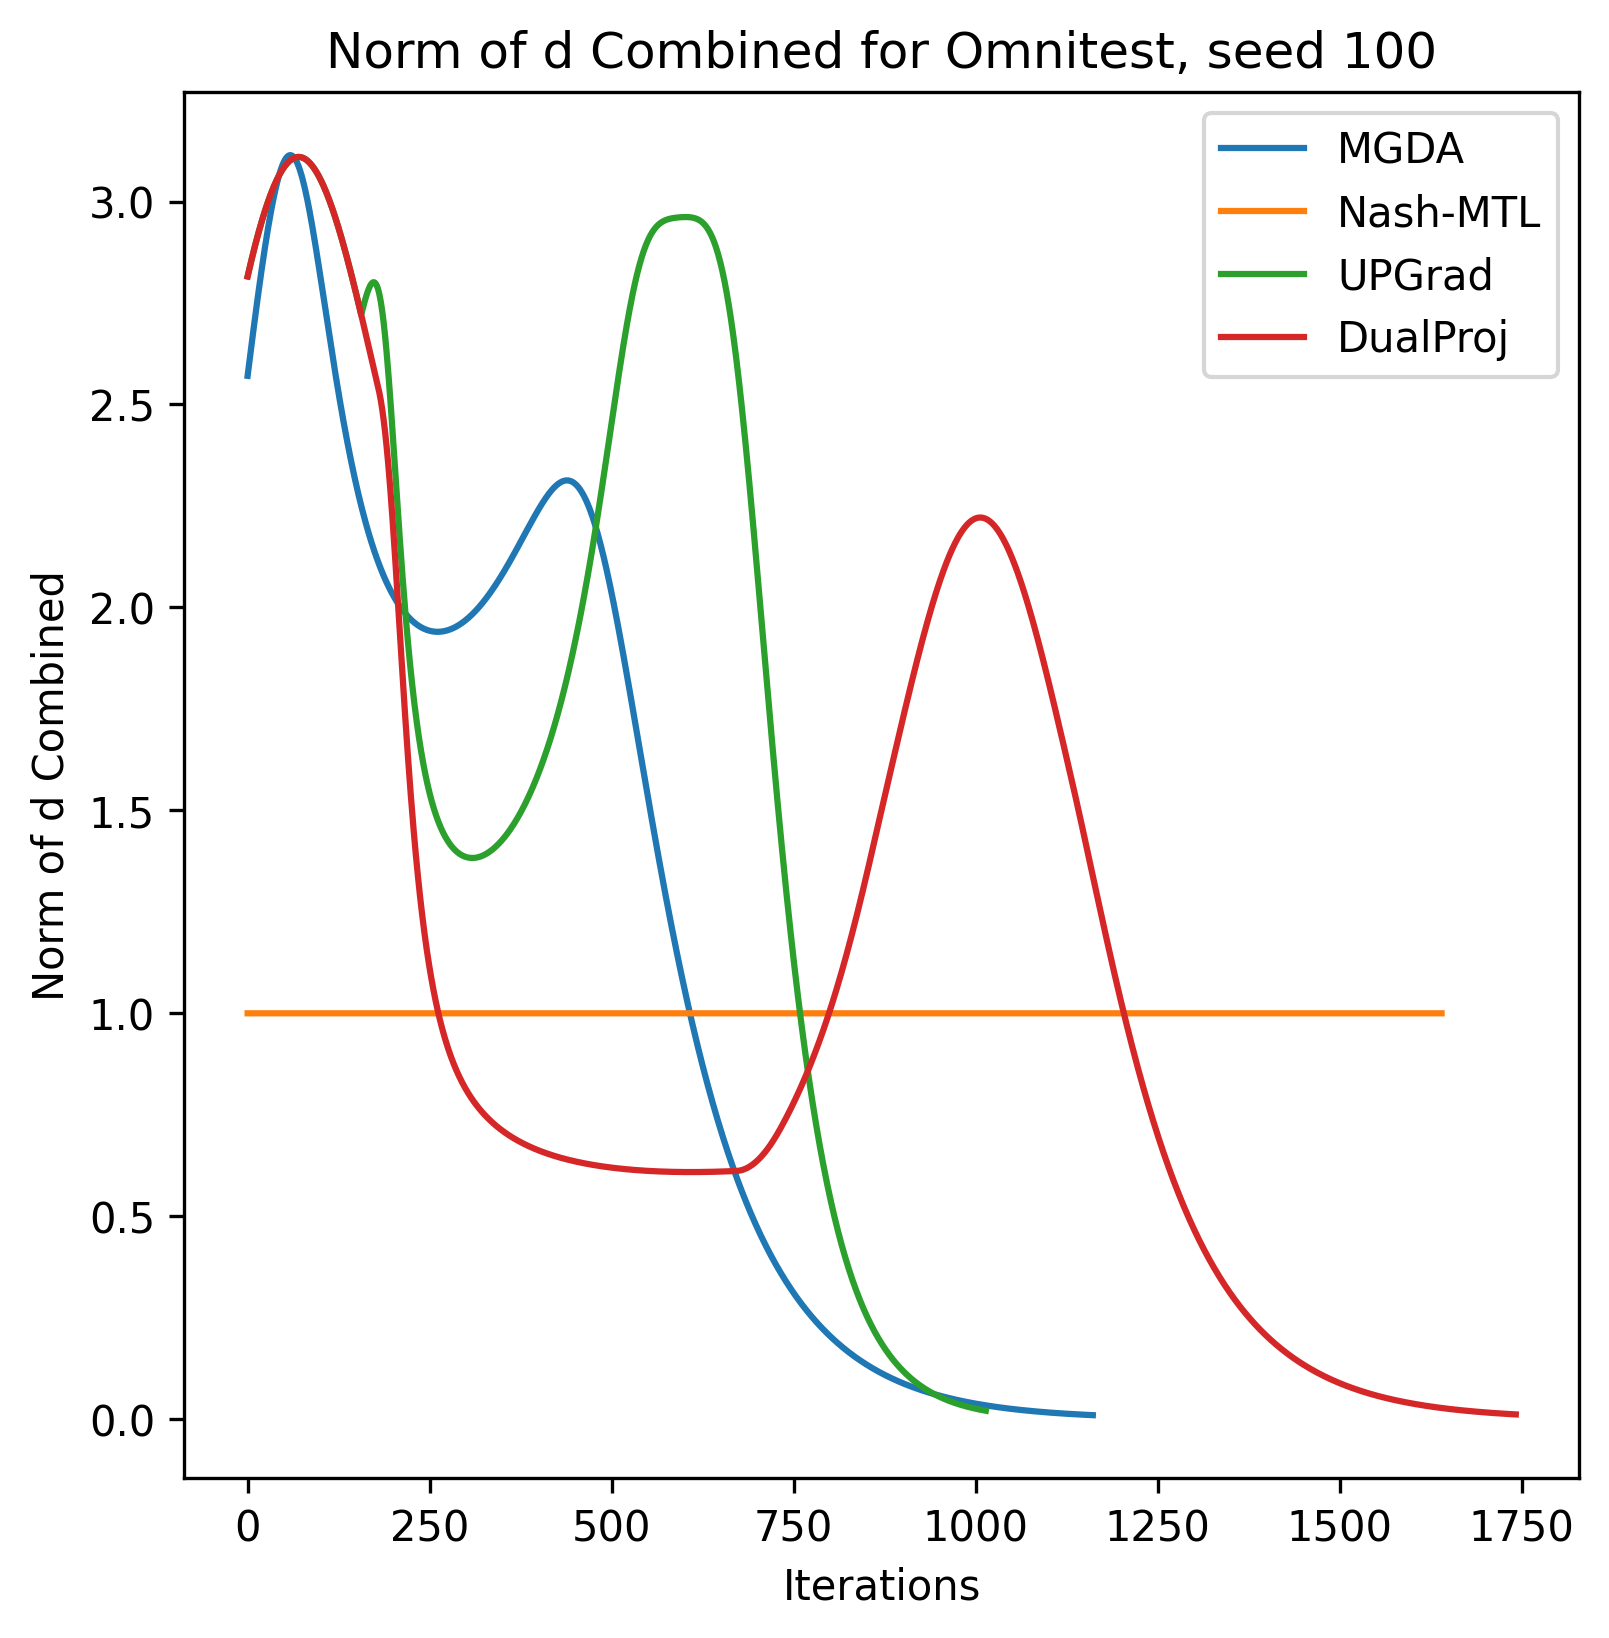 Norm of d Combined for Omnitest, seed 100
MGDA
Nash-MTL
UPGrad
DualProj
Norm of d Combined
3.0
2.5
2.0
1.5
1.0
0.5
0.0
0 250 500 750 1000 1250 1500 1750
Iterations